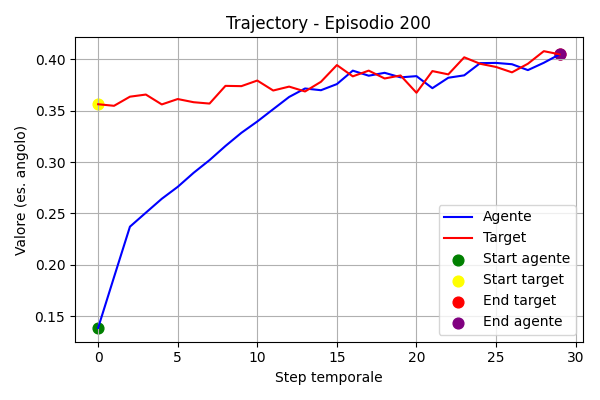 Trajectory - Episodio 200
Valore (es. angolo)
0.40
0.35
0.30
0.25
0.20
0.15
0 5 10 15 20 25 30
Step temporale
Agente
Target
Start agente
Start target
End target
End agente